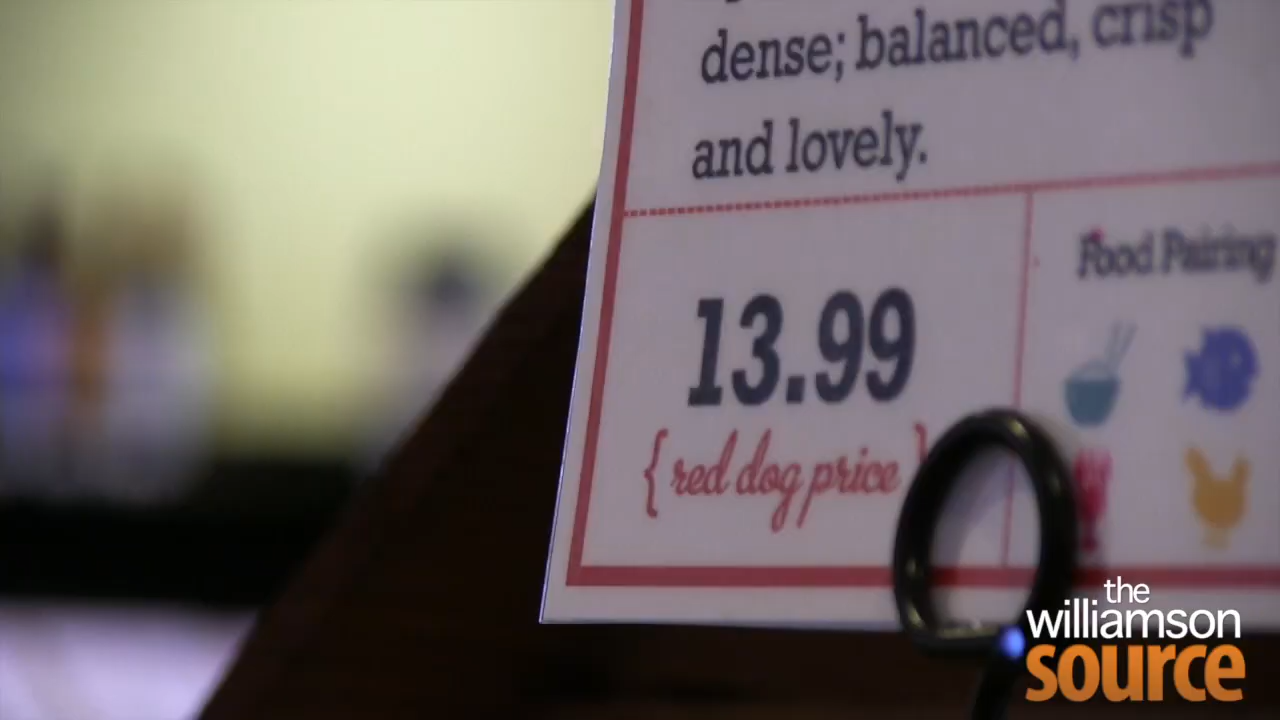 dense; balanced, crisp
and lovely.
13.99
{ red dog price }
Food Pairing
the
williamson
source